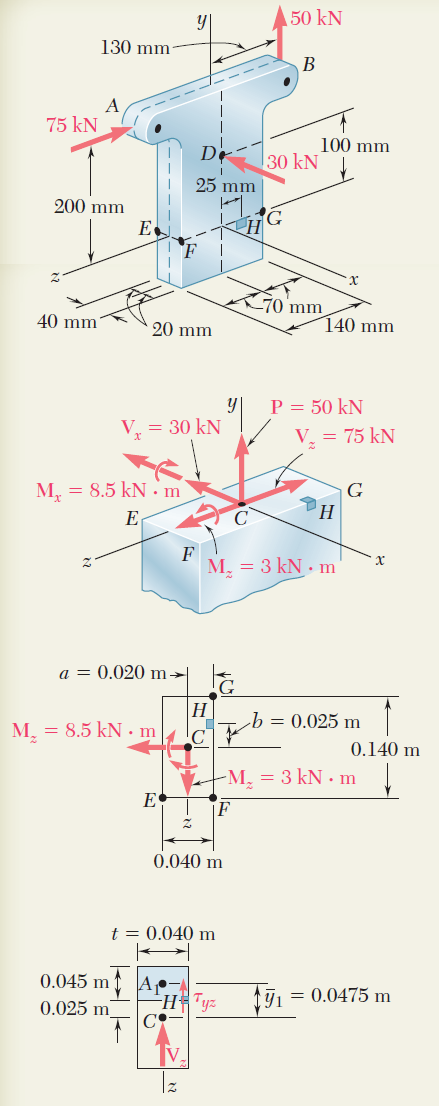 y
50 kN
130 mm
B
A
75 kN
D
100 mm
30 kN
25 mm
200 mm
E
H
G
F
z
x
70 mm
40 mm
20 mm
140 mm
y
P = 50 kN
Vx = 30 kN
Vz = 75 kN
Mx = 8.5 kN · m
G
E
C
H
F
z
Mz = 3 kN · m
x
a = 0.020 m
G
H
b = 0.025 m
Mz = 8.5 kN · m
C
0.140 m
Mz = 3 kN · m
E
F
z
0.040 m
t = 0.040 m
0.045 m
A1
H
τyz
ȳ1 = 0.0475 m
0.025 m
C
Vz
z